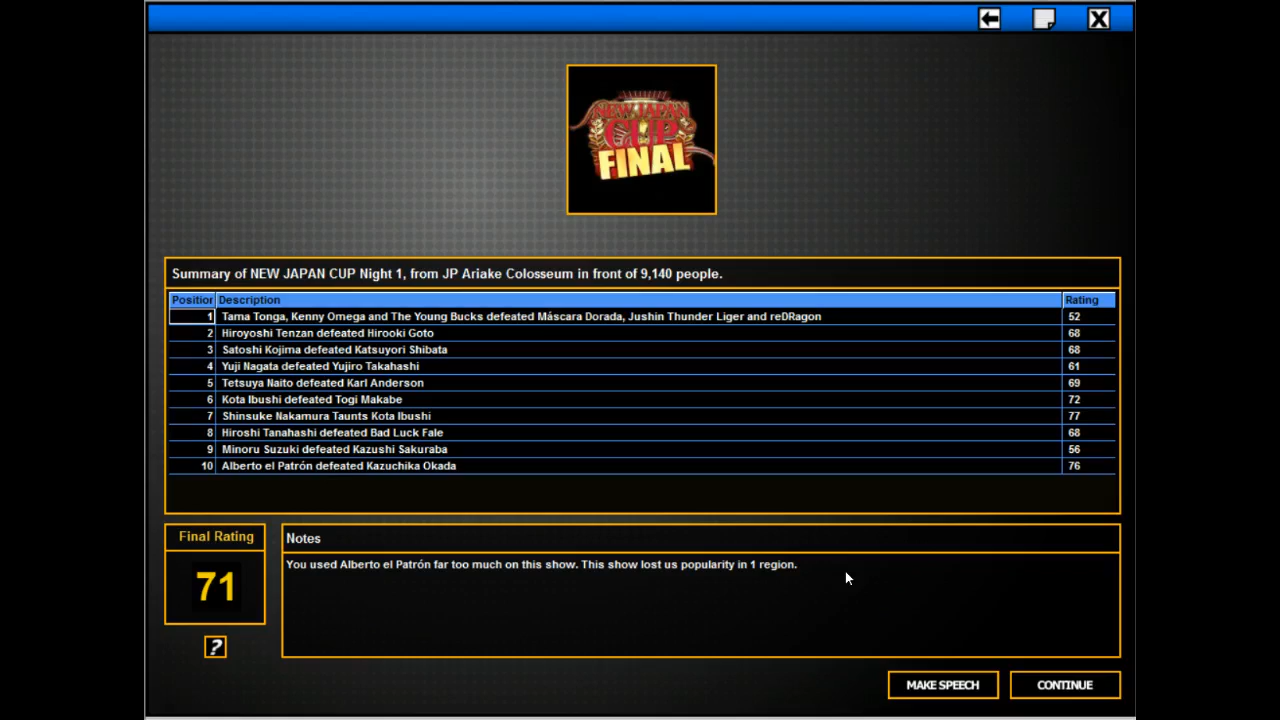 NEW JAPAN
CUP
FINAL
Summary of NEW JAPAN CUP Night 1, from JP Ariake Colosseum in front of 9,140 people.
Position Description Rating
1 Tama Tonga, Kenny Omega and The Young Bucks defeated Máscara Dorada, Jushin Thunder Liger and reDRagon 52
2 Hiroyoshi Tenzan defeated Hirooki Goto 68
3 Satoshi Kojima defeated Katsuyori Shibata 68
4 Yuji Nagata defeated Yujiro Takahashi 61
5 Tetsuya Naito defeated Karl Anderson 69
6 Kota Ibushi defeated Togi Makabe 72
7 Shinsuke Nakamura Taunts Kota Ibushi 77
8 Hiroshi Tanahashi defeated Bad Luck Fale 68
9 Minoru Suzuki defeated Kazushi Sakuraba 56
10 Alberto el Patrón defeated Kazuchika Okada 76
Final Rating
71
?
Notes
You used Alberto el Patrón far too much on this show. This show lost us popularity in 1 region.
MAKE SPEECH
CONTINUE